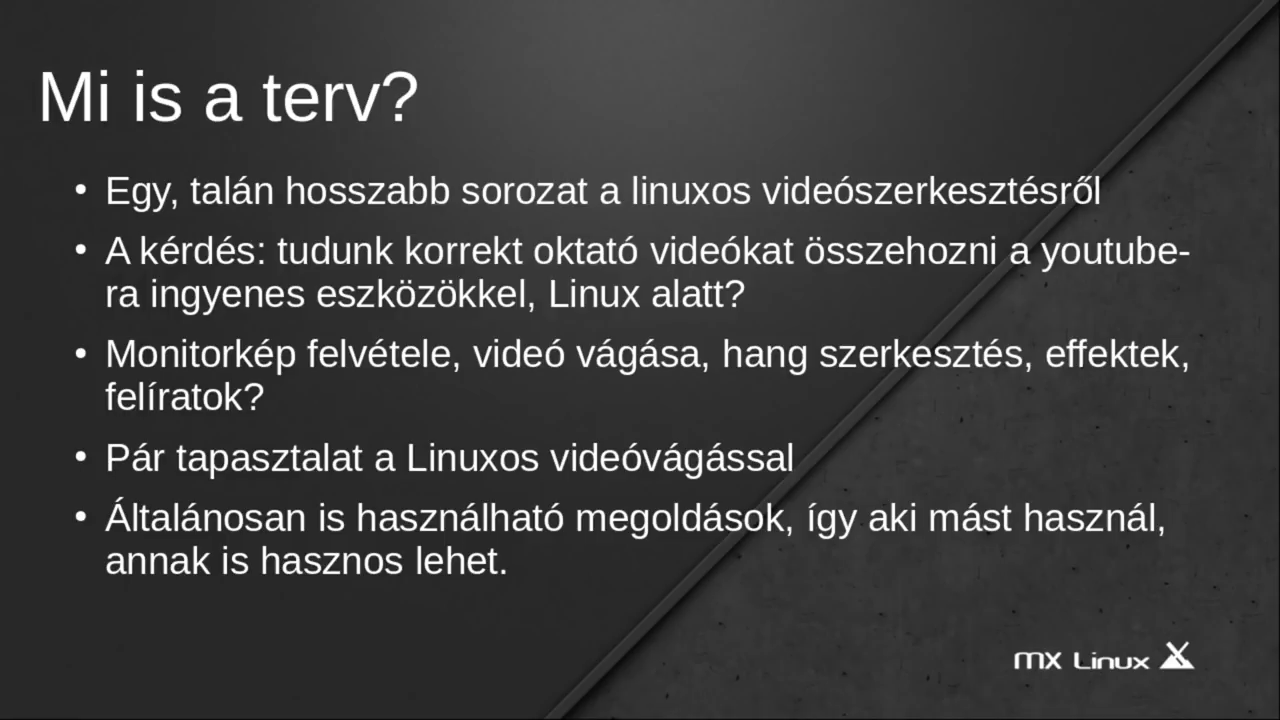 Mi is a terv?
• Egy, talán hosszabb sorozat a linuxos videószerkesztésről
• A kérdés: tudunk korrekt oktató videókat összehozni a youtube-
ra ingyenes eszközökkel, Linux alatt?
• Monitorkép felvétele, videó vágása, hang szerkesztés, effektek,
felíratok?
• Pár tapasztalat a Linuxos videóvágással
• Általánosan is használható megoldások, így aki mást használ,
annak is hasznos lehet.
MX Linux